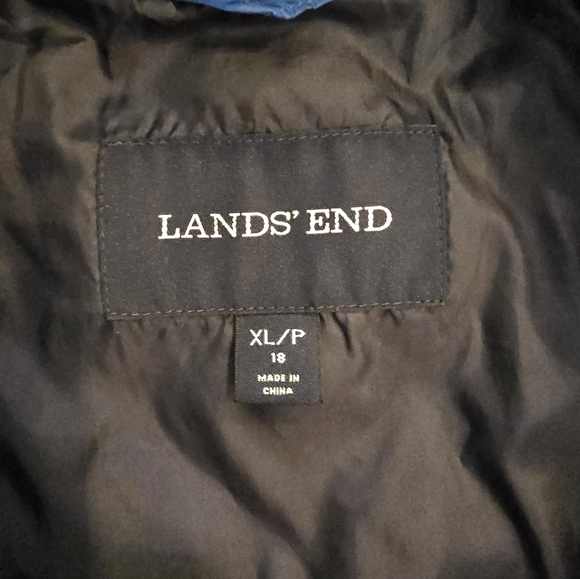 LANDS' END
XL/P
18
MADE IN
CHINA